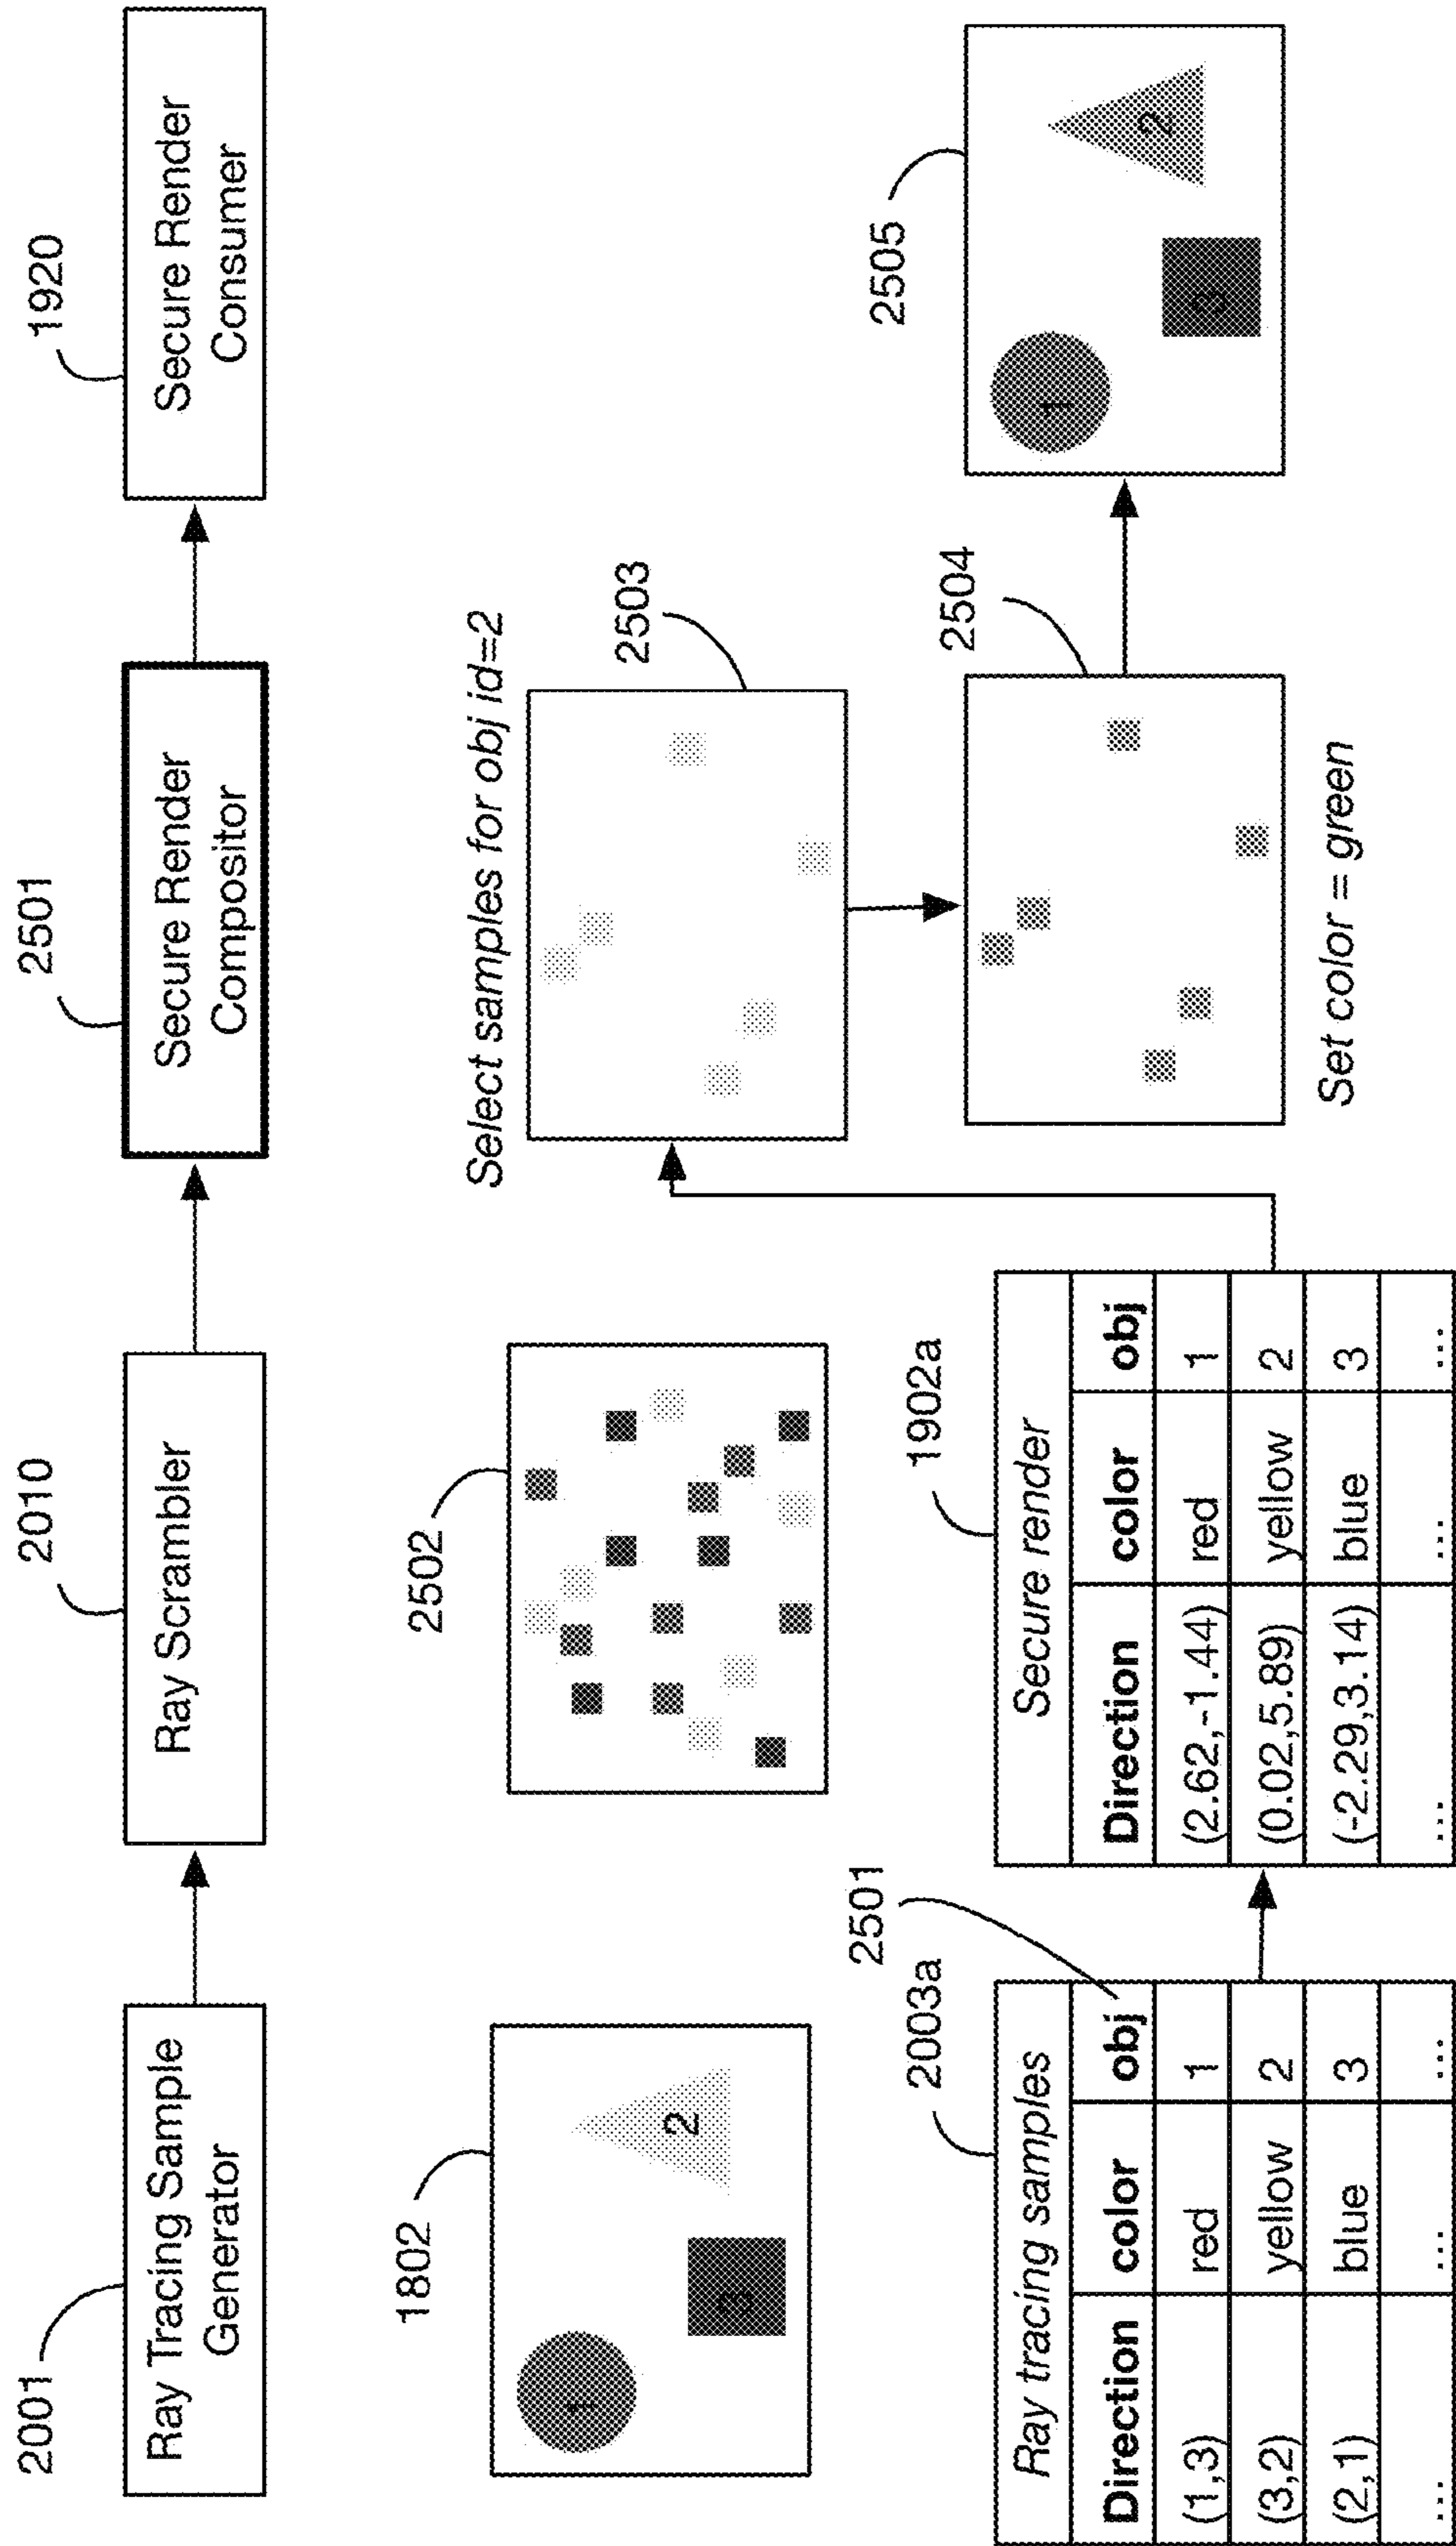 2001
Ray Tracing Sample
Generator
2010
Ray Scrambler
2501
Secure Render
Compositor
1920
Secure Render
Consumer
1802
1
2
3
2502
Select samples for obj id=2
2503
2504
Set color = green
2505
1
2
3
2003a
2501
Ray tracing samples
Direction color obj
(1,3) red 1
(3,2) yellow 2
(2,1) blue 3
... ... ...
1902a
Secure render
Direction color obj
(2.62,-1.44) red 1
(0.02,5.89) yellow 2
(-2.29,3.14) blue 3
... ... ...